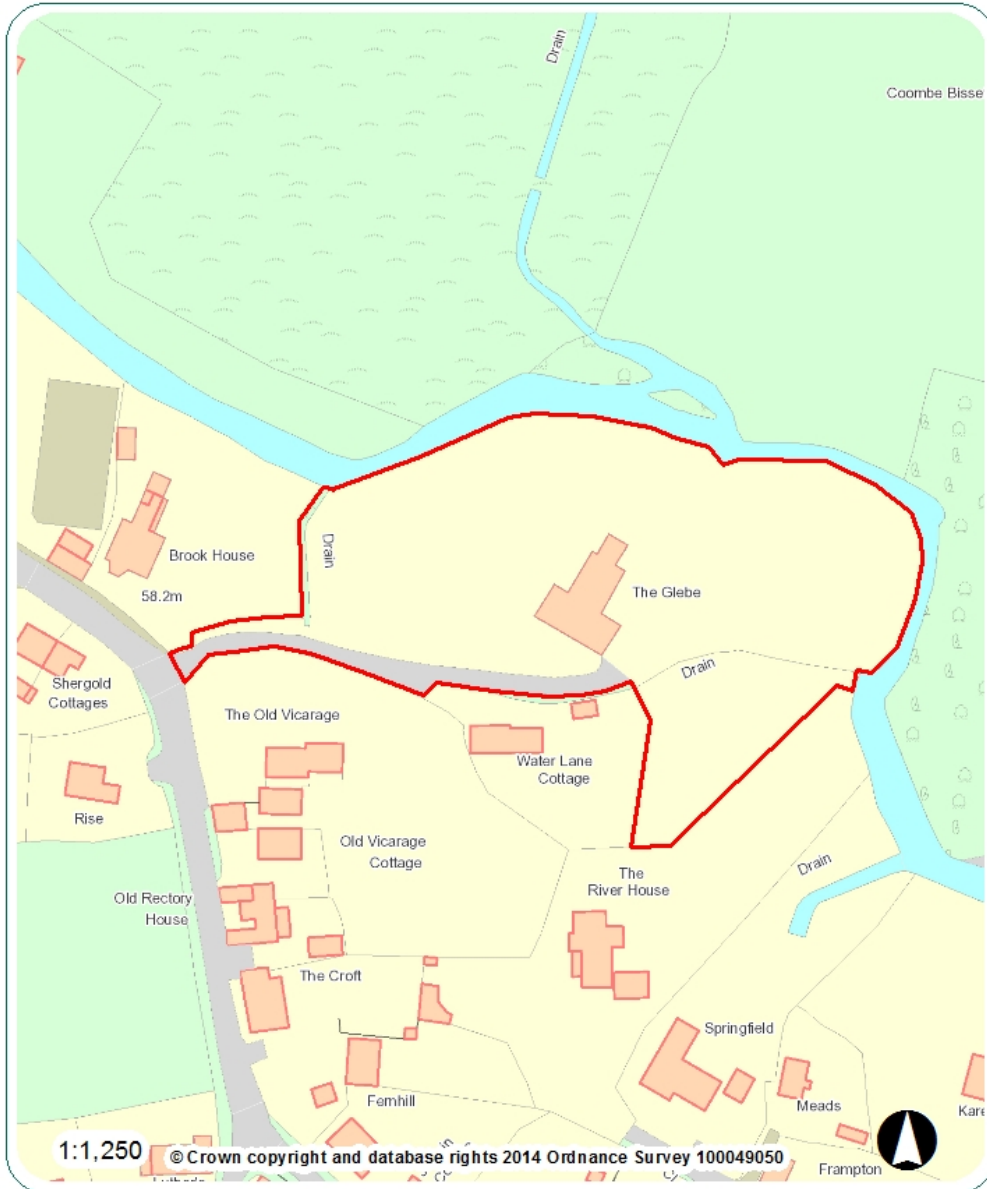 Drain
Coombe Bisse
Brook House
Drain
58.2m
The Glebe
Shergold
Cottages
Drain
The Old Vicarage
Water Lane
Cottage
Rise
Old Vicarage
Cottage
Drain
The
River House
Old Rectory
House
The Croft
Springfield
Fernhill
Meads
Kare
1:1,250
© Crown copyright and database rights 2014 Ordnance Survey 100049050
Frampton